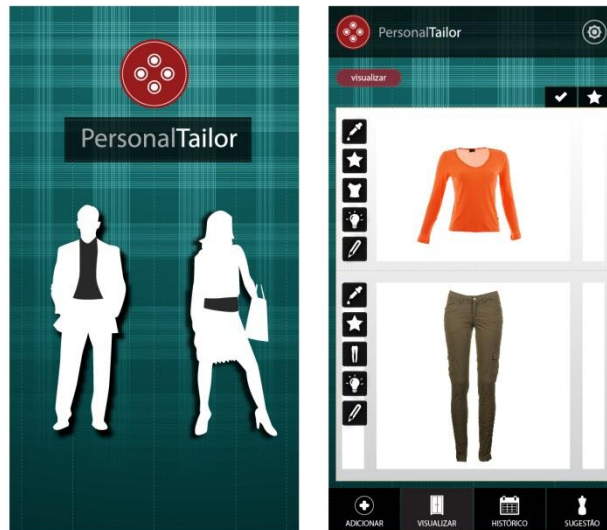 PersonalTailor
PersonalTailor
visualizar
ADICIONAR
VISUALIZAR
HISTÓRICO
SUGESTÃO